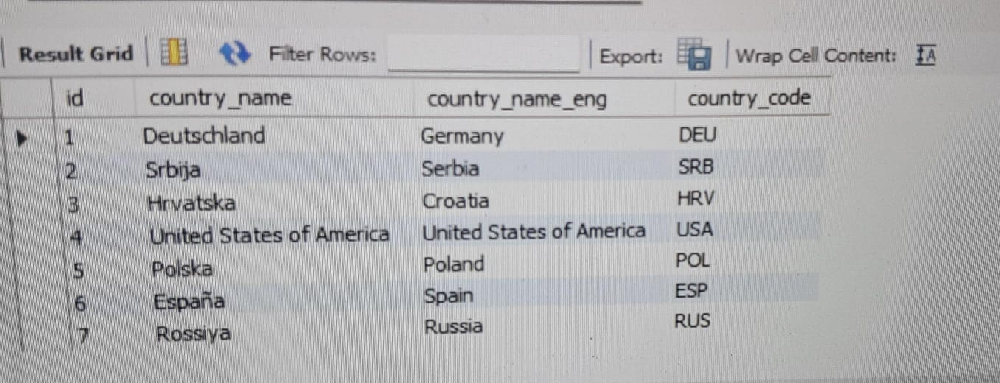 Result Grid Filter Rows: Export: Wrap Cell Content: IA
id country_name country_name_eng country_code
1 Deutschland Germany DEU
2 Srbija Serbia SRB
3 Hrvatska Croatia HRV
4 United States of America United States of America USA
5 Polska Poland POL
6 España Spain ESP
7 Rossiya Russia RUS